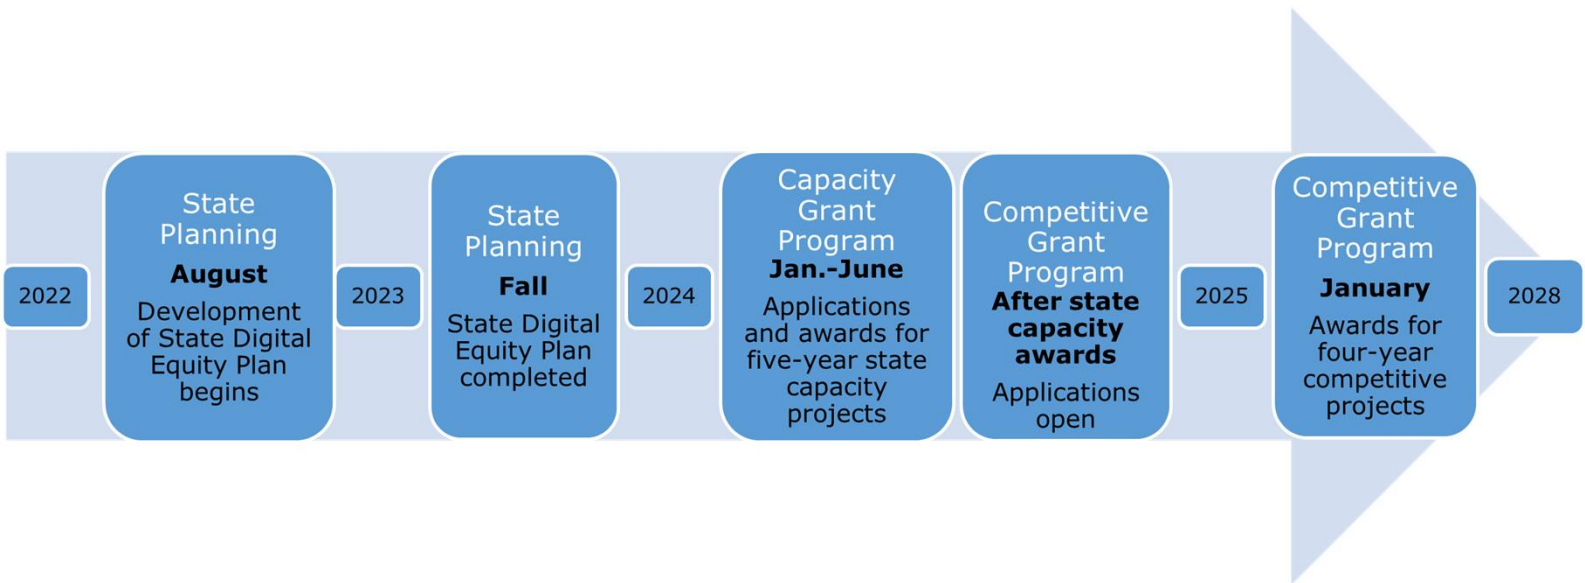 2022
State
Planning
August
Development
of State Digital
Equity Plan
begins
2023
State
Planning
Fall
State Digital
Equity Plan
completed
2024
Capacity
Grant
Program
Jan.-June
Applications
and awards for
five-year state
capacity
projects
Competitive
Grant
Program
After state
capacity
awards
Applications
open
2025
Competitive
Grant
Program
January
Awards for
four-year
competitive
projects
2028